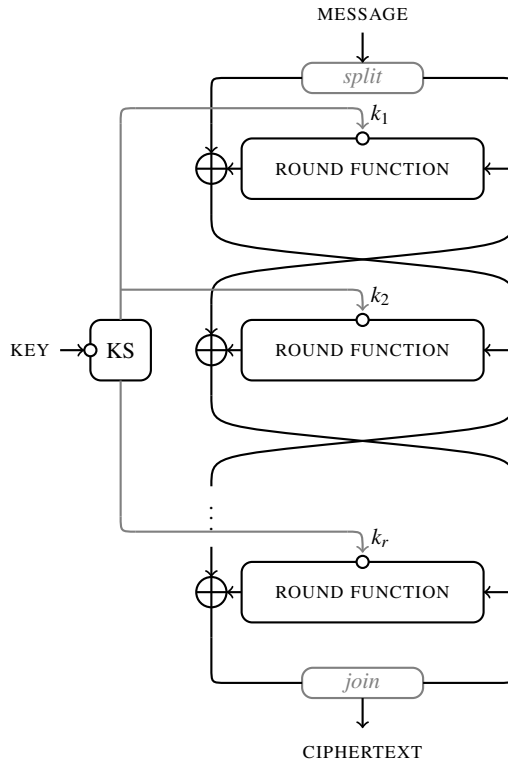 MESSAGE
split
k₁
ROUND FUNCTION
k₂
KEY
KS
ROUND FUNCTION
⋮
kᵣ
ROUND FUNCTION
join
CIPHERTEXT